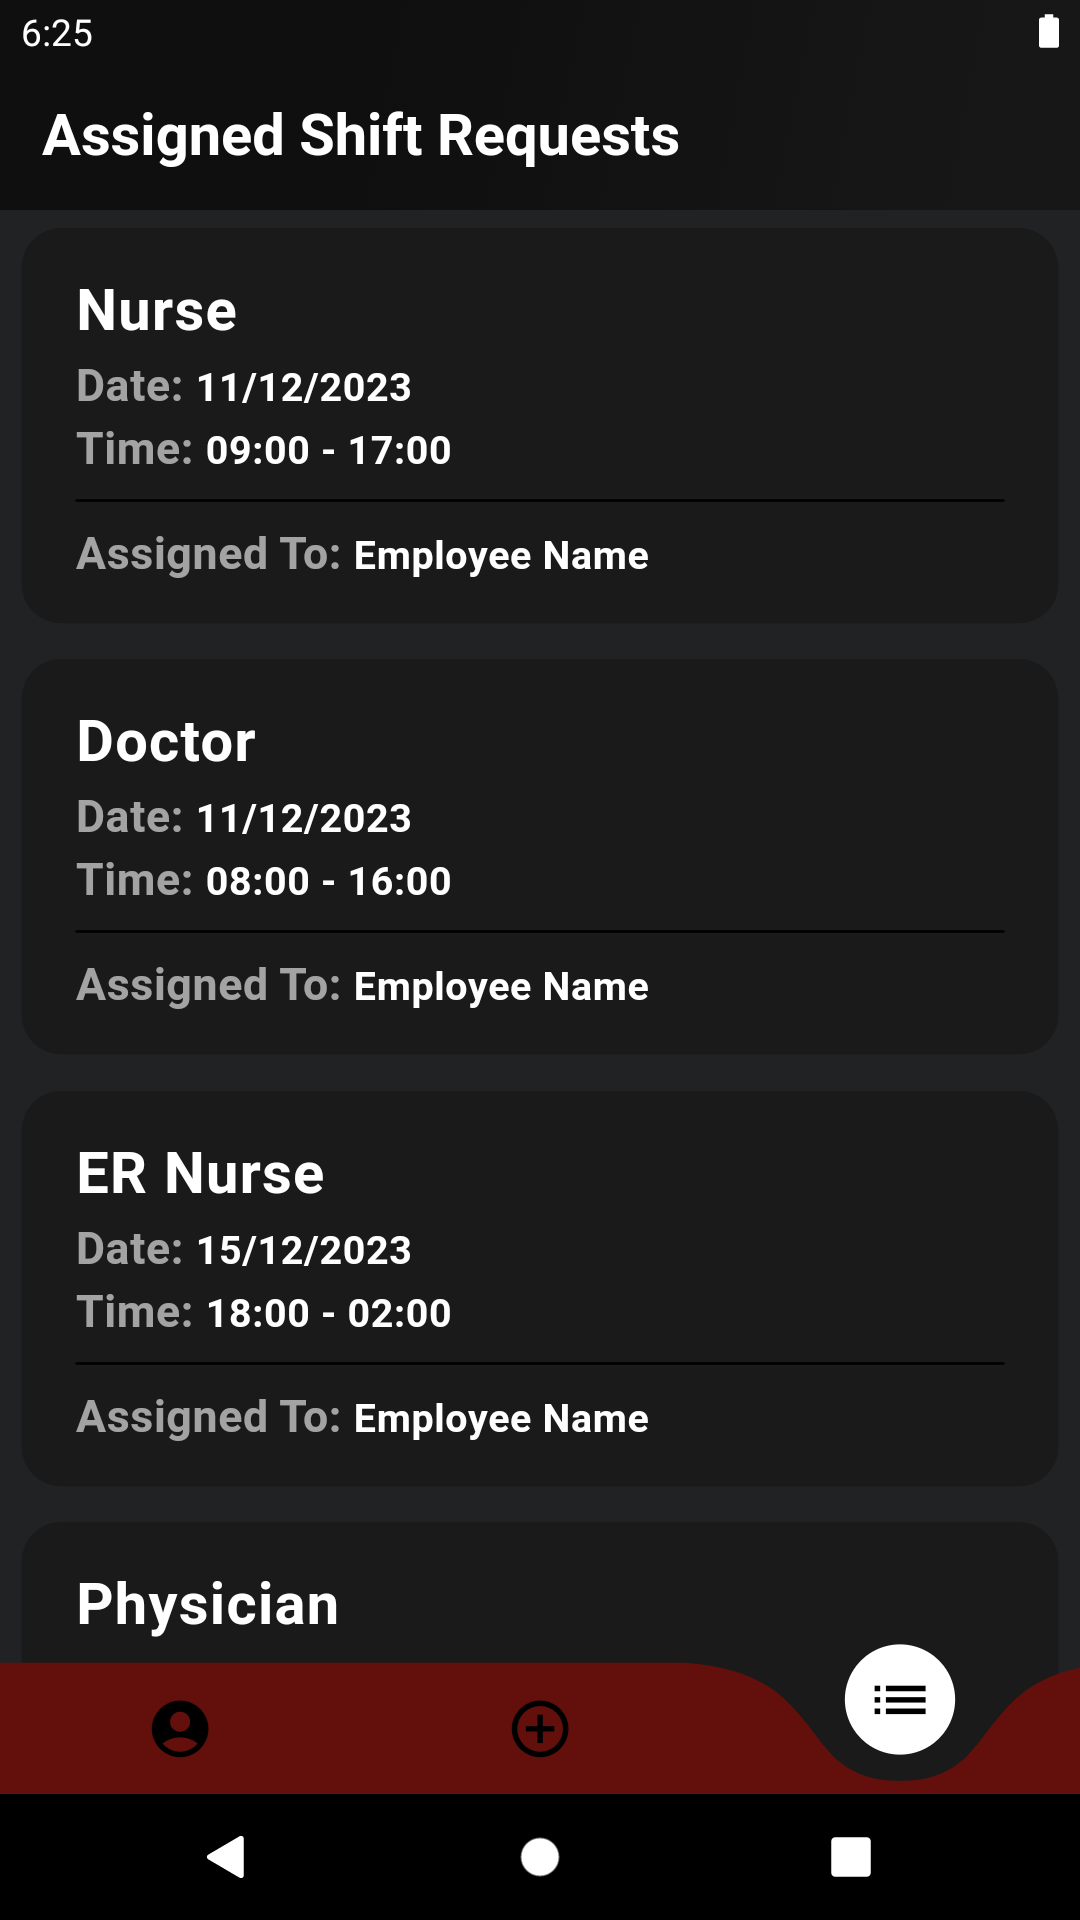 6:25
Assigned Shift Requests
Nurse
Date: 11/12/2023
Time: 09:00 - 17:00
Assigned To: Employee Name
Doctor
Date: 11/12/2023
Time: 08:00 - 16:00
Assigned To: Employee Name
ER Nurse
Date: 15/12/2023
Time: 18:00 - 02:00
Assigned To: Employee Name
Physician